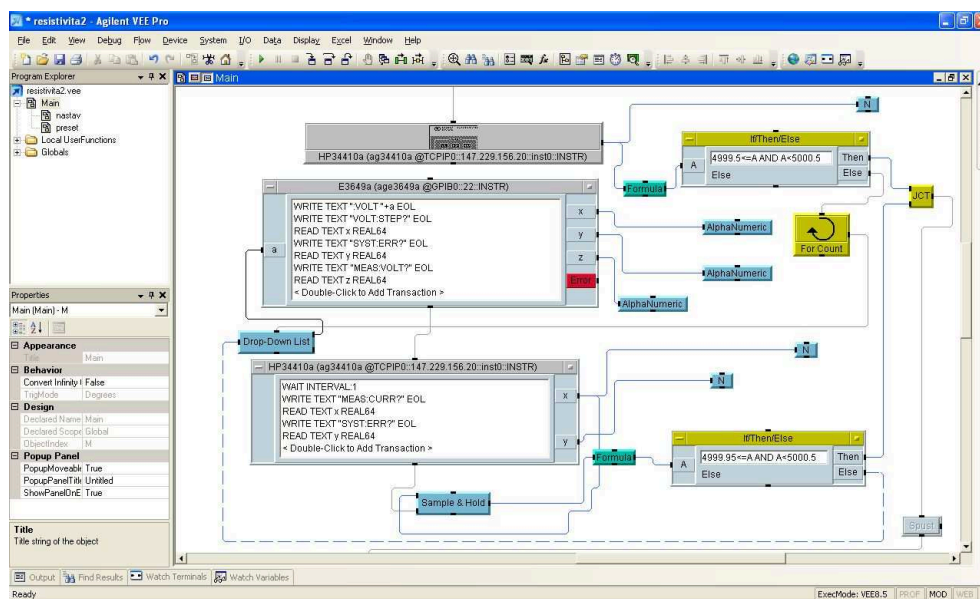 * resistivita2 - Agilent VEE Pro
File Edit View Debug Flow Device System I/O Data Display Excel Window Help
Program Explorer
resistivita2.vee
Main
nastav
preset
Local UserFunctions
Globals
Main
N
HP34410a (ag34410a @TCPIP0::147.229.156.20::inst0::INSTR)
If/Then/Else
A
4999.5<=A AND A<5000.5
Then
Else
Else
Formula
JCT
For Count
E3649a (age3649a @GPIB0::22::INSTR)
WRITE TEXT ":VOLT "+a EOL
WRITE TEXT "VOLT:STEP?" EOL
READ TEXT x REAL64
WRITE TEXT "SYST:ERR?" EOL
READ TEXT y REAL64
WRITE TEXT "MEAS:VOLT?" EOL
READ TEXT z REAL64
< Double-Click to Add Transaction >
a
x
y
z
Error
AlphaNumeric
AlphaNumeric
AlphaNumeric
Drop-Down List
HP34410a (ag34410a @TCPIP0::147.229.156.20::inst0::INSTR)
WAIT INTERVAL:1
WRITE TEXT "MEAS:CURR?" EOL
READ TEXT x REAL64
WRITE TEXT "SYST:ERR?" EOL
READ TEXT y REAL64
< Double-Click to Add Transaction >
x
y
N
N
Formula
If/Then/Else
A
4999.95<=A AND A<5000.5
Then
Else
Else
Sample & Hold
Spust
Properties
Main (Main) - M
Appearance
Title Main
Behavior
Convert Infinity False
TrigMode Degrees
Design
Declared Name Main
Declared Scope Global
ObjectIndex M
Popup Panel
PopupMoveable True
PopupPanelTitle Untitled
ShowPanelOnE True
Title
Title string of the object
Output Find Results Watch Terminals Watch Variables
Ready ExecMode: VEE8.5 PROF MOD WEB